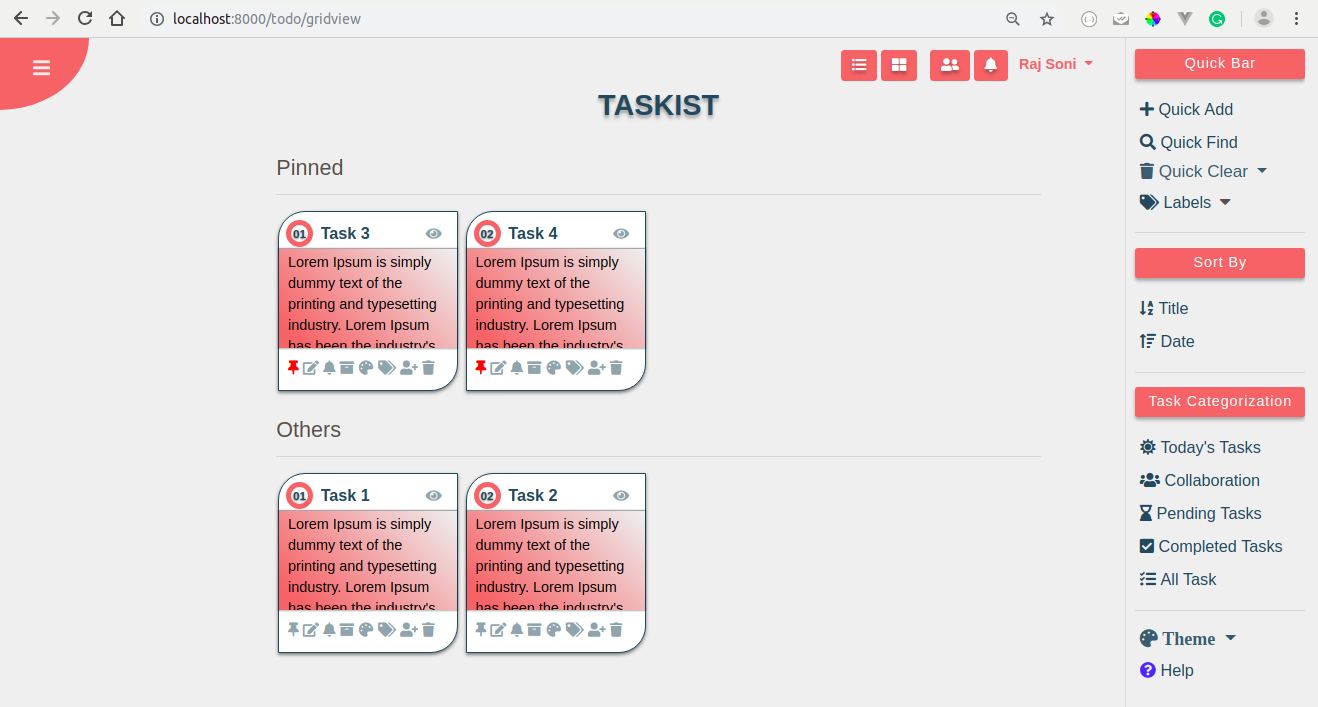 localhost:8000/todo/gridview
Raj Soni
TASKIST
Pinned
01 Task 3
Lorem Ipsum is simply
dummy text of the
printing and typesetting
industry. Lorem Ipsum
has been the industry's
02 Task 4
Lorem Ipsum is simply
dummy text of the
printing and typesetting
industry. Lorem Ipsum
has been the industry's
Others
01 Task 1
Lorem Ipsum is simply
dummy text of the
printing and typesetting
industry. Lorem Ipsum
has been the industry's
02 Task 2
Lorem Ipsum is simply
dummy text of the
printing and typesetting
industry. Lorem Ipsum
has been the industry's
Quick Bar
Quick Add
Quick Find
Quick Clear
Labels
Sort By
Title
Date
Task Categorization
Today's Tasks
Collaboration
Pending Tasks
Completed Tasks
All Task
Theme
Help